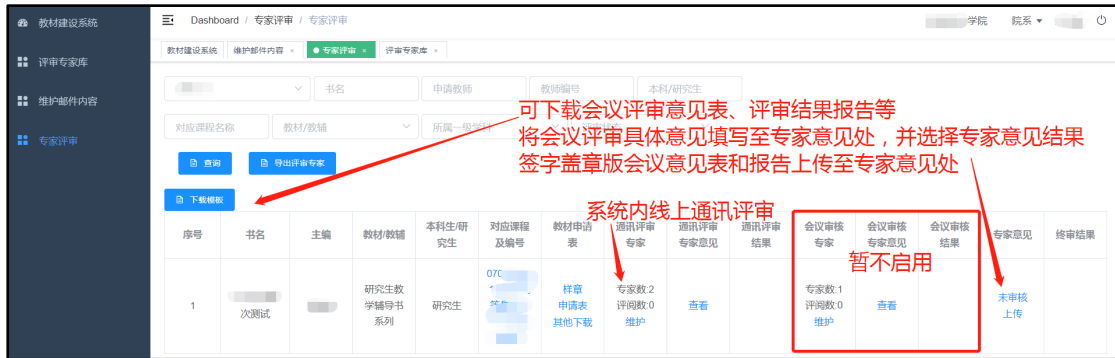 教材建设系统
Dashboard / 专家评审 / 专家评审
学院 院系
教材建设系统 维护邮件内容 × 专家评审 × 评审专家库 ×
评审专家库
维护邮件内容
专家评审
书名 申请教师 教师编号 本科/研究生
对应课程名称 教材/教辅 所属一级学科
可下载会议评审意见表、评审结果报告等
将会议评审具体意见填写至专家意见处，并选择专家意见结果
签字盖章版会议意见表和报告上传至专家意见处
查询 导出评审专家
下载模板
系统内线上通讯评审
序号 书名 主编 教材/教辅 本科生/研究生 对应课程及编号 教材申请表 通讯评审专家 通讯评审专家意见 通讯评审结果 会议审核专家 会议审核专家意见 会议审核结果 专家意见 终审结果
暂不启用
1 次测试 研究生教学辅导书系列 研究生 070 样章 申请表 其他下载 专家数:2 评阅数:0 维护 查看 专家数:1 评阅数:0 维护 查看 未审核 上传